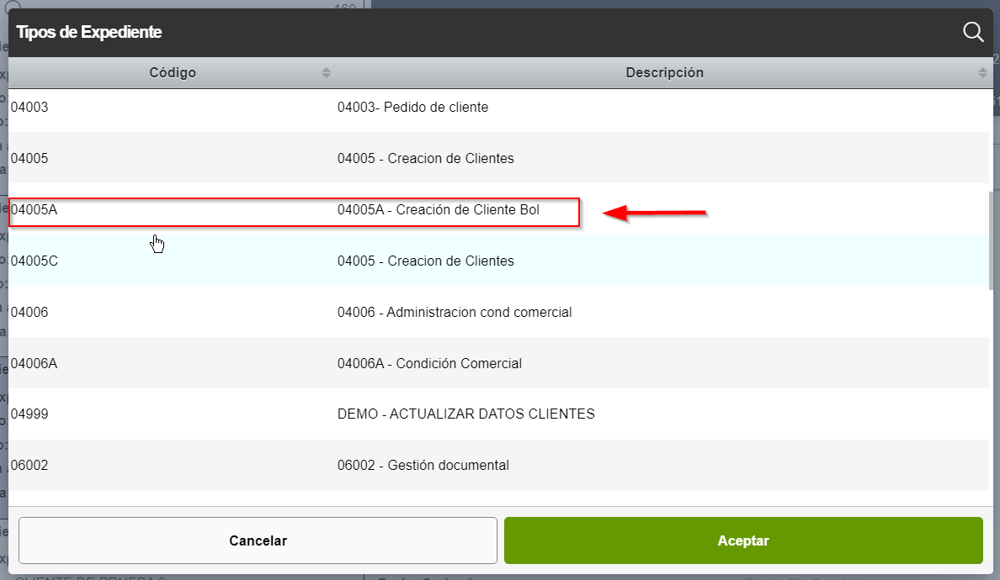 160
Tipos de Expediente
Código Descripción
04003 04003- Pedido de cliente
04005 04005 - Creacion de Clientes
04005A 04005A - Creación de Cliente Bol
04005C 04005 - Creacion de Clientes
04006 04006 - Administracion cond comercial
04006A 04006A - Condición Comercial
04999 DEMO - ACTUALIZAR DATOS CLIENTES
06002 06002 - Gestión documental
Cancelar Aceptar